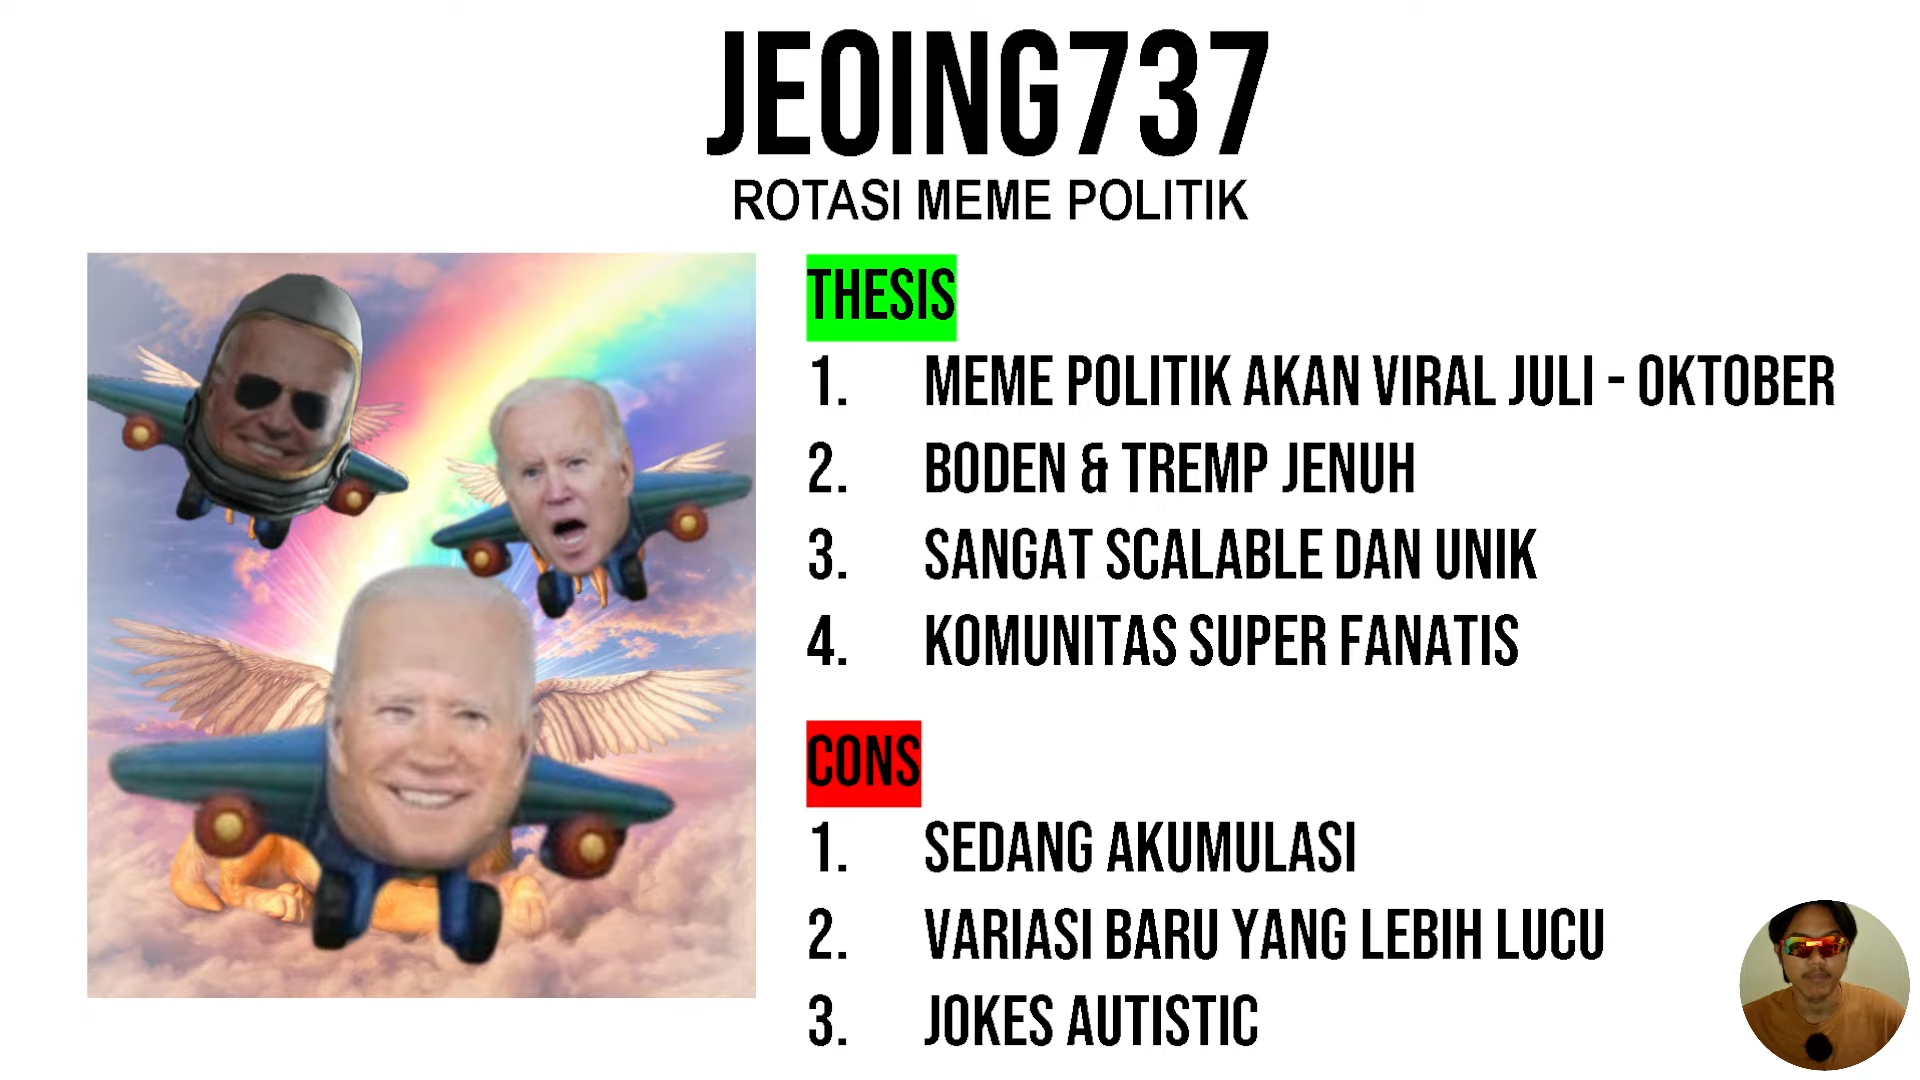 JEOING737
ROTASI MEME POLITIK
THESIS
1. MEME POLITIK AKAN VIRAL JULI - OKTOBER
2. BODEN & TREMP JENUH
3. SANGAT SCALABLE DAN UNIK
4. KOMUNITAS SUPER FANATIS
CONS
1. SEDANG AKUMULASI
2. VARIASI BARU YANG LEBIH LUCU
3. JOKES AUTISTIC